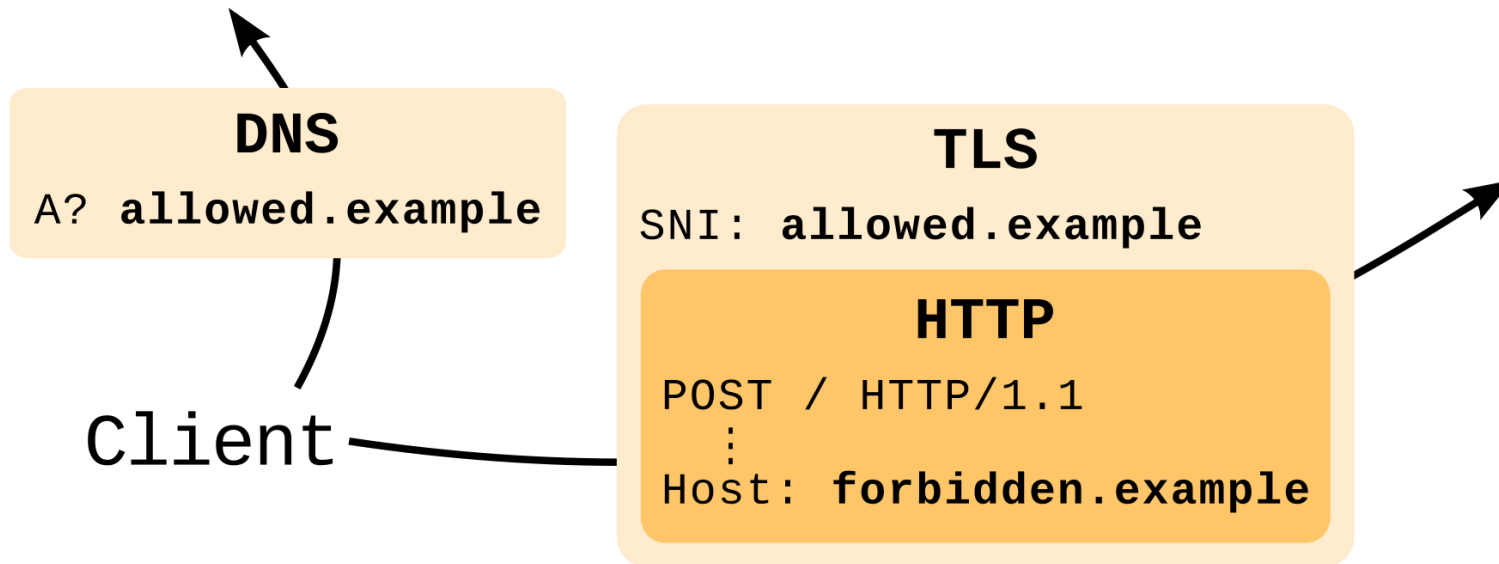 DNS
A? allowed.example
TLS
SNI: allowed.example
HTTP
POST / HTTP/1.1
⋮
Host: forbidden.example
Client